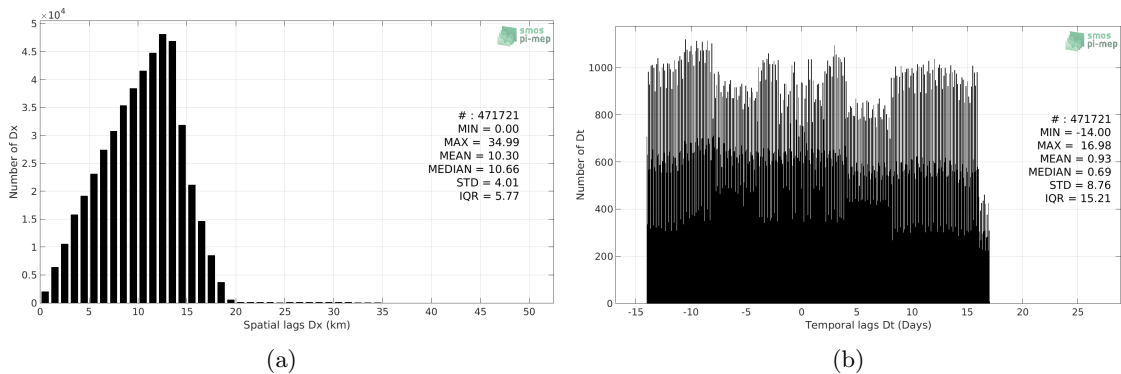 ×10⁴
5
4.5
4
3.5
3
2.5
2
1.5
1
0.5
0
Number of Dx
0 5 10 15 20 25 30 35 40 45 50
Spatial lags Dx (km)
smos
pi-mep
# : 471721
MIN = 0.00
MAX = 34.99
MEAN = 10.30
MEDIAN = 10.66
STD = 4.01
IQR = 5.77
(a)
1000
800
600
400
200
0
Number of Dt
-15 -10 -5 0 5 10 15 20 25
Temporal lags Dt (Days)
smos
pi-mep
# : 471721
MIN = -14.00
MAX = 16.98
MEAN = 0.93
MEDIAN = 0.69
STD = 8.76
IQR = 15.21
(b)